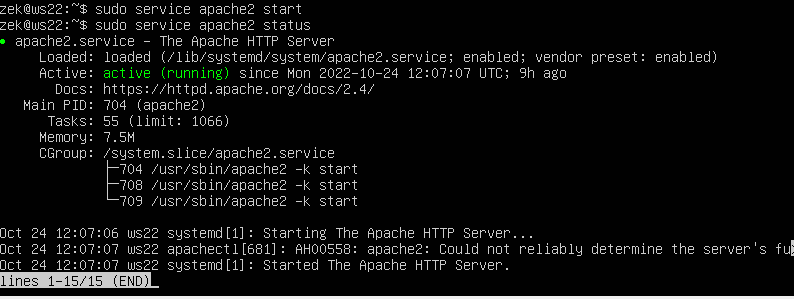 zek@ws22:~$ sudo service apache2 start
zek@ws22:~$ sudo service apache2 status
● apache2.service – The Apache HTTP Server
Loaded: loaded (/lib/systemd/system/apache2.service; enabled; vendor preset: enabled)
Active: active (running) since Mon 2022-10-24 12:07:07 UTC; 9h ago
Docs: https://httpd.apache.org/docs/2.4/
Main PID: 704 (apache2)
Tasks: 55 (limit: 1066)
Memory: 7.5M
CGroup: /system.slice/apache2.service
├─704 /usr/sbin/apache2 -k start
├─708 /usr/sbin/apache2 -k start
└─709 /usr/sbin/apache2 -k start
Oct 24 12:07:06 ws22 systemd[1]: Starting The Apache HTTP Server...
Oct 24 12:07:07 ws22 apachectl[681]: AH00558: apache2: Could not reliably determine the server's fu>
Oct 24 12:07:07 ws22 systemd[1]: Started The Apache HTTP Server.
lines 1-15/15 (END)